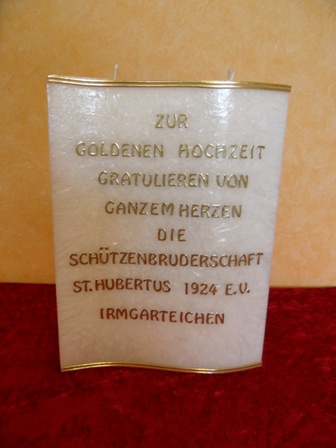 ZUR
GOLDENEN HOCHZEIT
GRATULIEREN VON
GANZEM HERZEN
DIE
SCHÜTZENBRUDERSCHAFT
ST. HUBERTUS 1924 E.V.
IRMGARTEICHEN